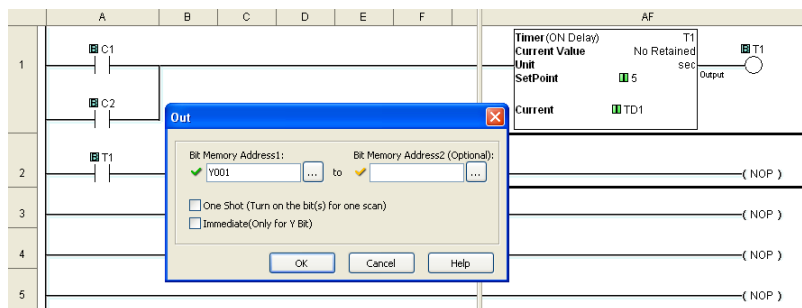 A B C D E F AF
C1
Timer(ON Delay) T1
Current Value No Retained
Unit sec
SetPoint 5
Current TD1
T1
Output
1
C2
Out
Bit Memory Address1: Bit Memory Address2 (Optional):
Y001 ... to ...
One Shot (Turn on the bit(s) for one scan)
Immediate(Only for Y Bit)
OK Cancel Help
T1
2 ( NOP )
3 ( NOP )
4 ( NOP )
5 ( NOP )